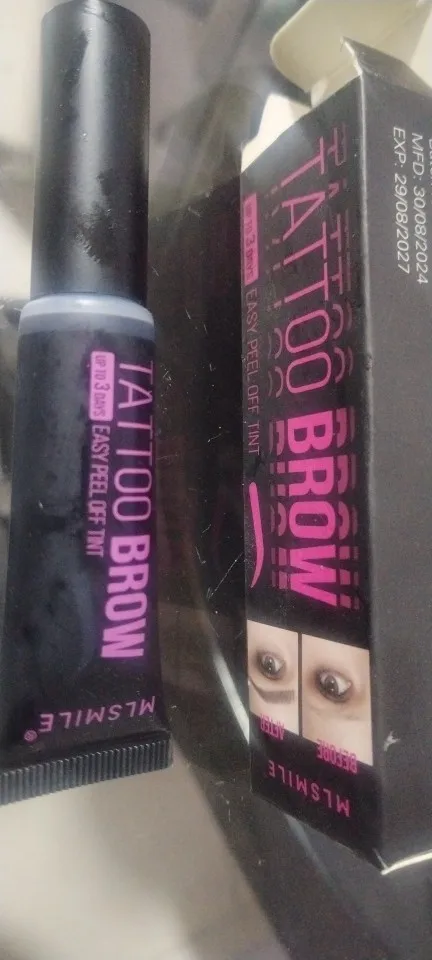 TATTOO BROW
UP TO 3 DAYS EASY PEEL OFF TINT
MLSMILE®
TATTOO BROW
UP TO 3 DAYS EASY PEEL OFF TINT
AFTER
BEFORE
MLSMILE
MFD: 30/08/2024
EXP: 29/08/2027